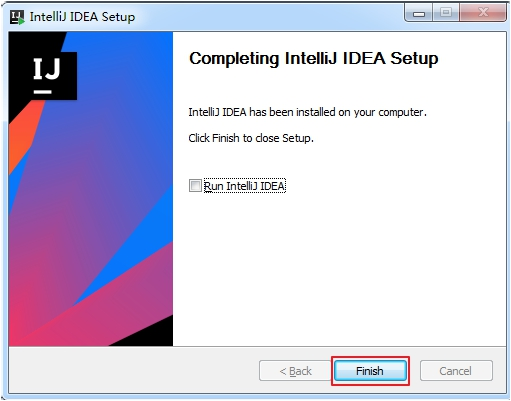 IntelliJ IDEA Setup
IJ
Completing IntelliJ IDEA Setup
IntelliJ IDEA has been installed on your computer.
Click Finish to close Setup.
Run IntelliJ IDEA
< Back
Finish
Cancel